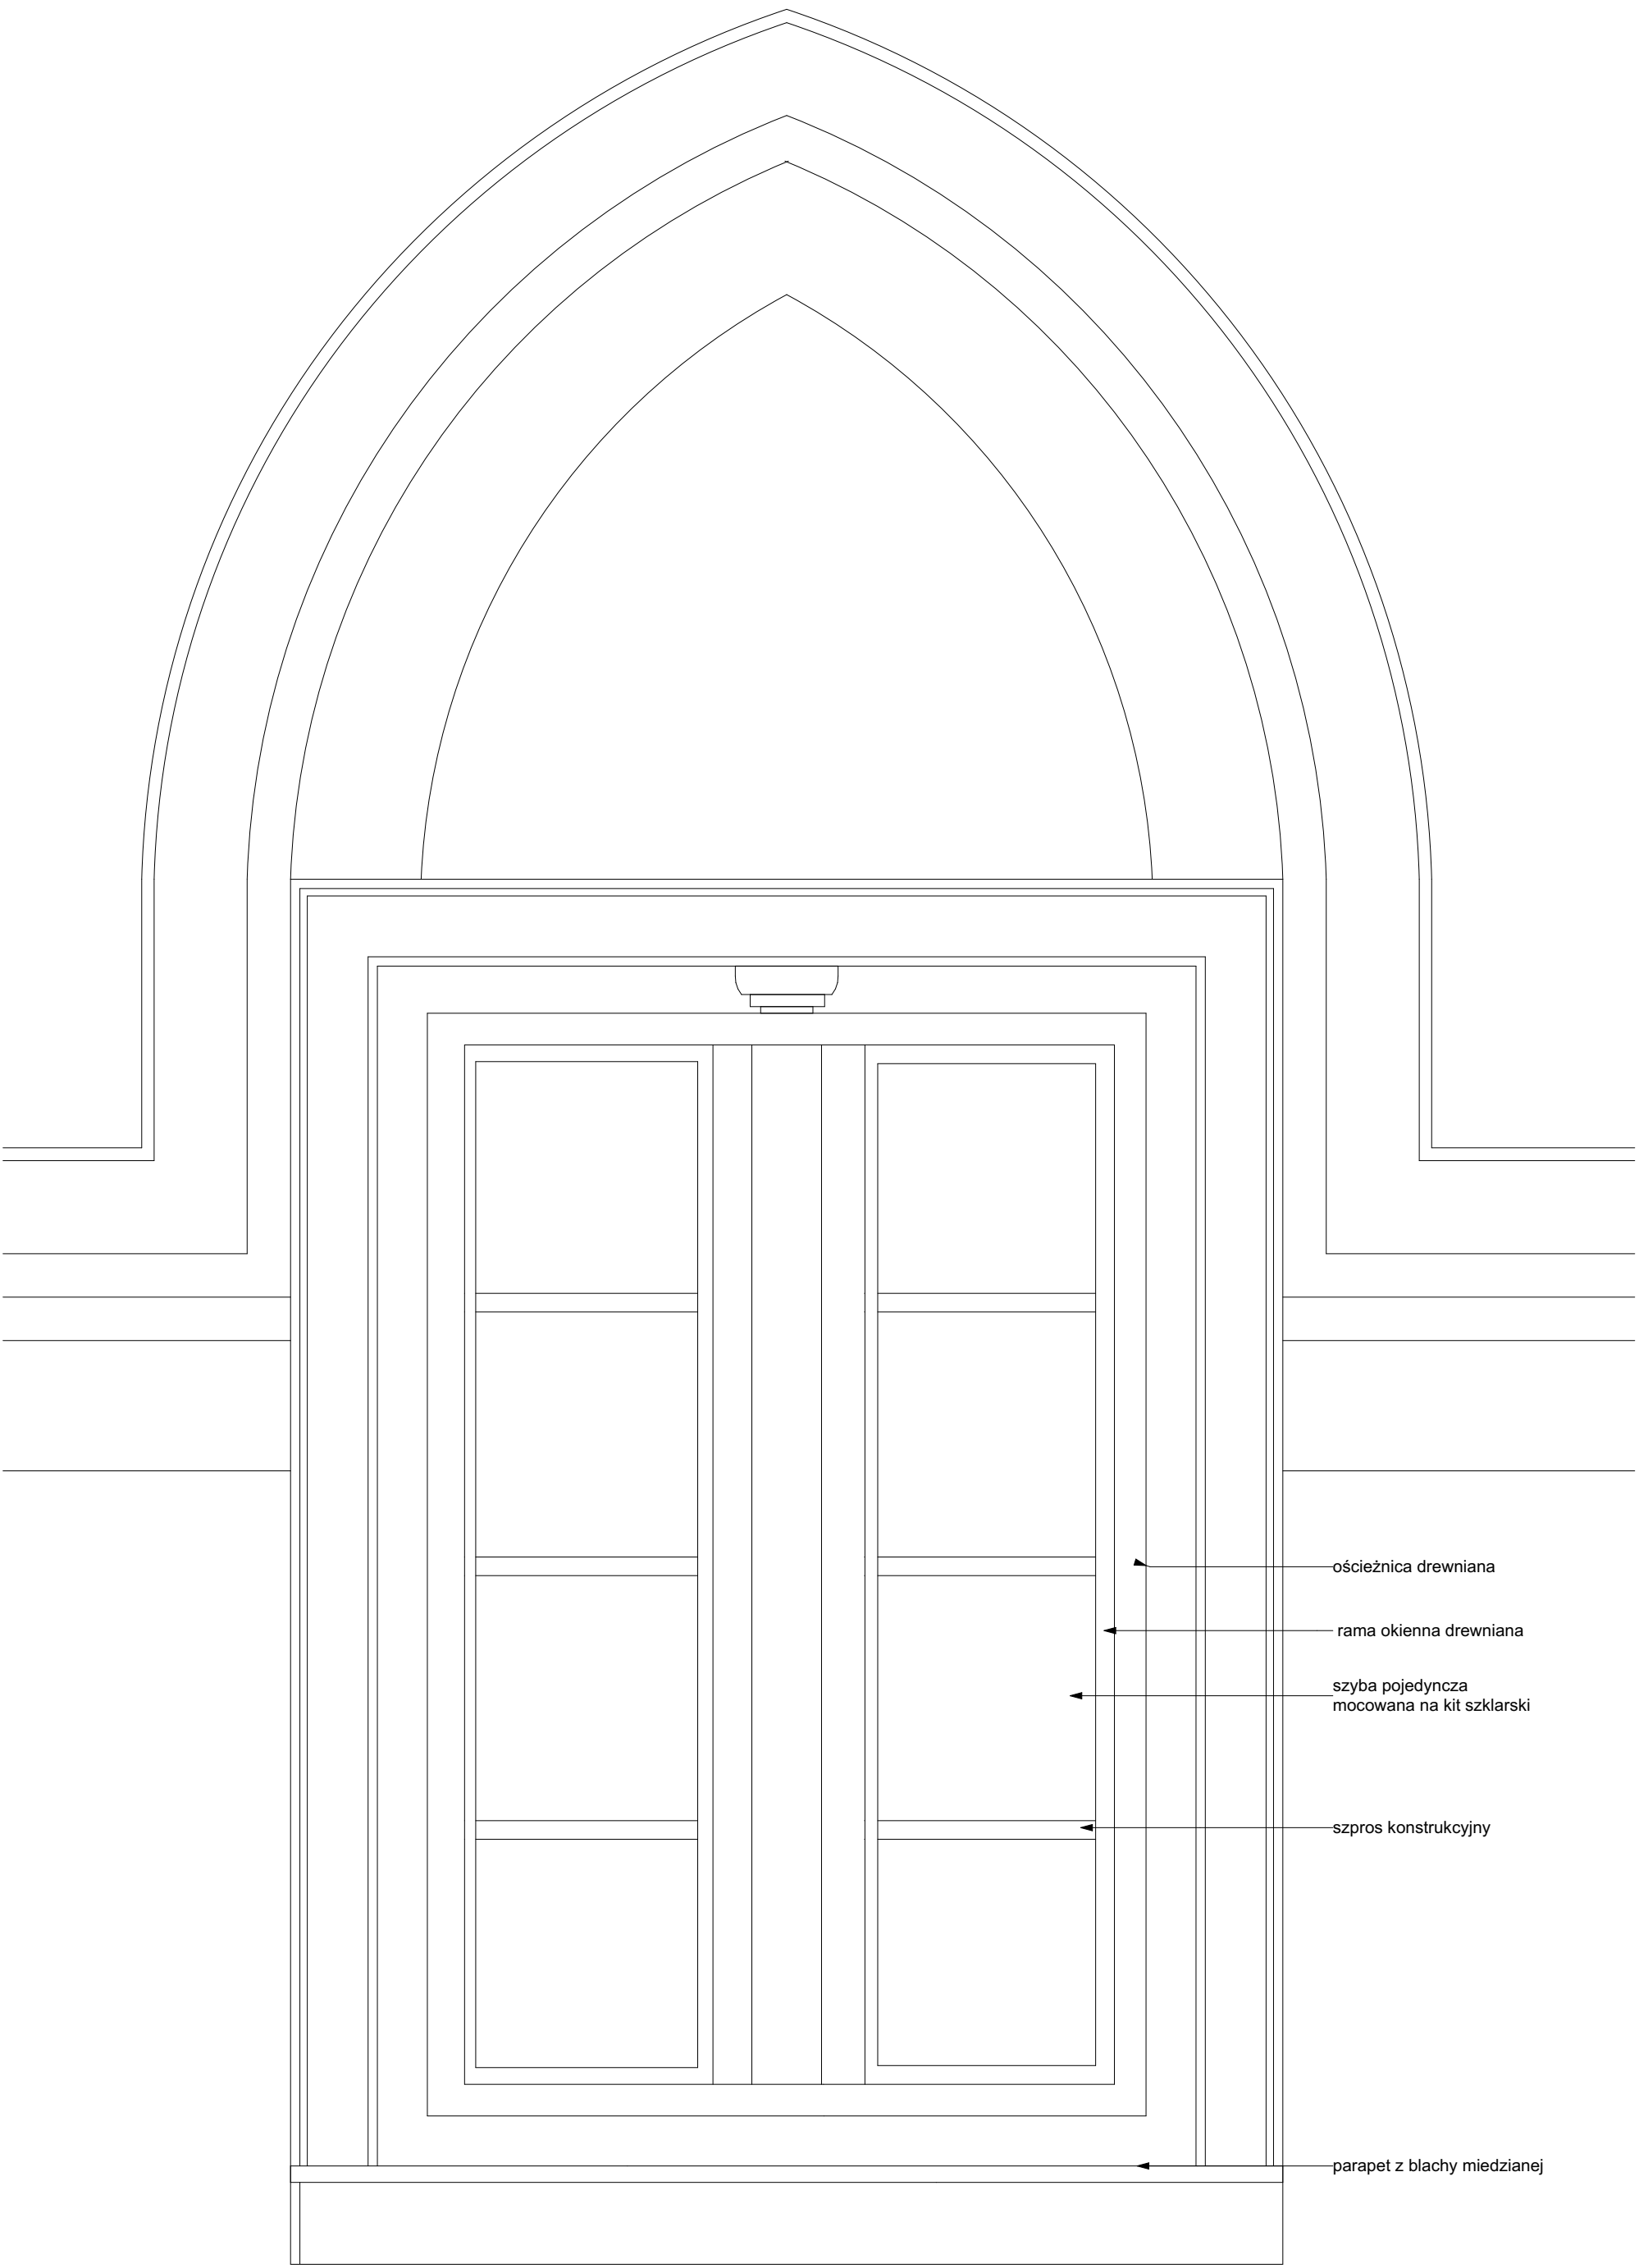 ościeżnica drewniana
rama okienna drewniana
szyba pojedyncza
mocowana na kit szklarski
szpros konstrukcyjny
parapet z blachy miedzianej